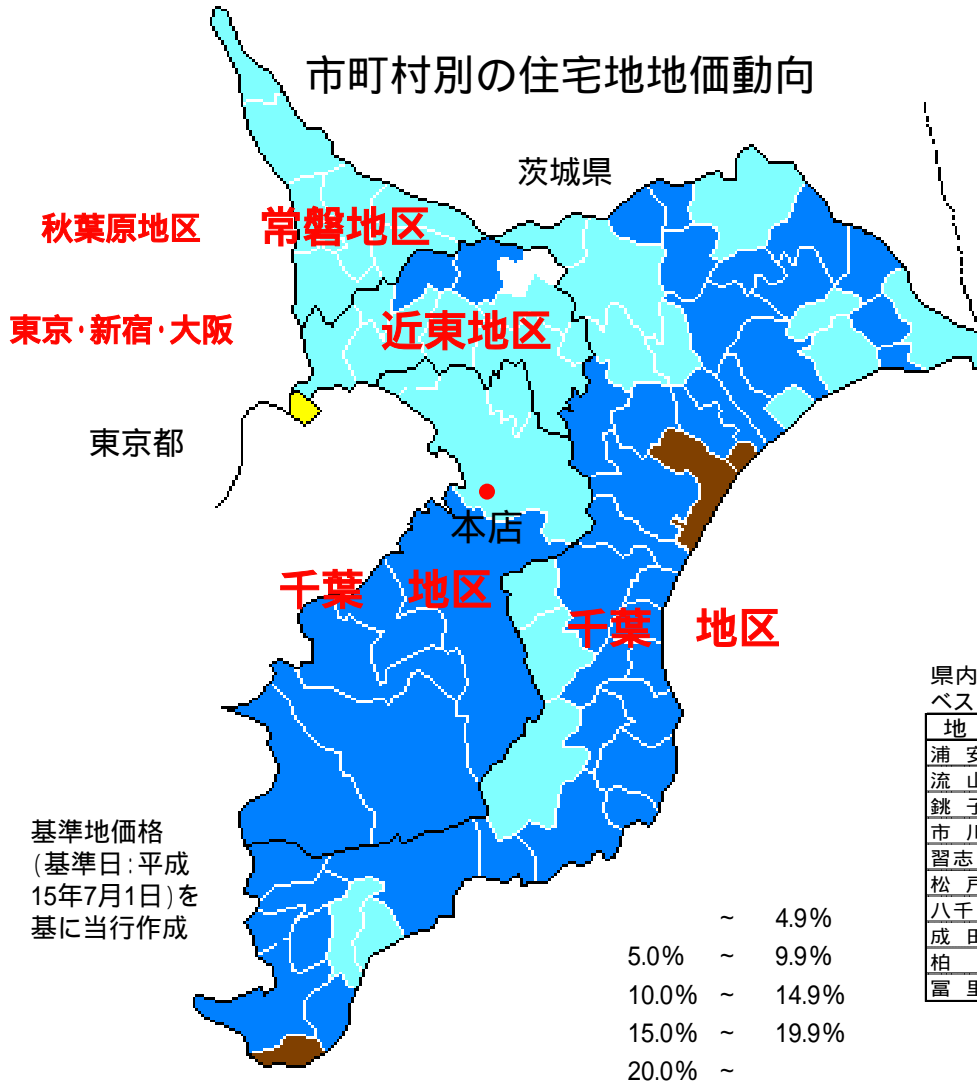 市町村別の住宅地地価動向
茨城県
秋葉原地区
常磐地区
東京・新宿・大阪
近東地区
東京都
本店
千葉 地区
千葉 地区
県内
ベス
地
浦 安
流 山
銚 子
市 川
習志
松 戸
八千
成 田
柏
富 里
基準地価格
(基準日:平成
15年7月1日)を
基に当行作成
~ 4.9%
5.0% ~ 9.9%
10.0% ~ 14.9%
15.0% ~ 19.9%
20.0% ~